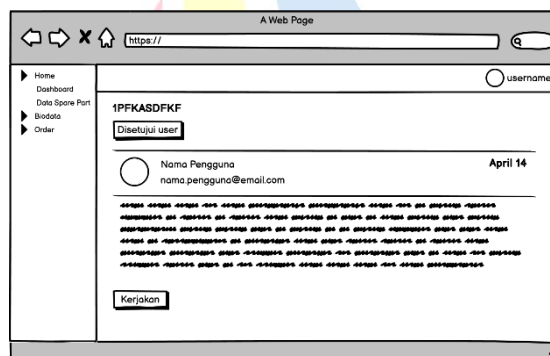 A Web Page
https://
Home
Dashboard
Data Spare Part
Biodata
Order
username
1PFKASDFKF
Disetujui user
Nama Pengguna
April 14
nama.pengguna@email.com
Kerjakan